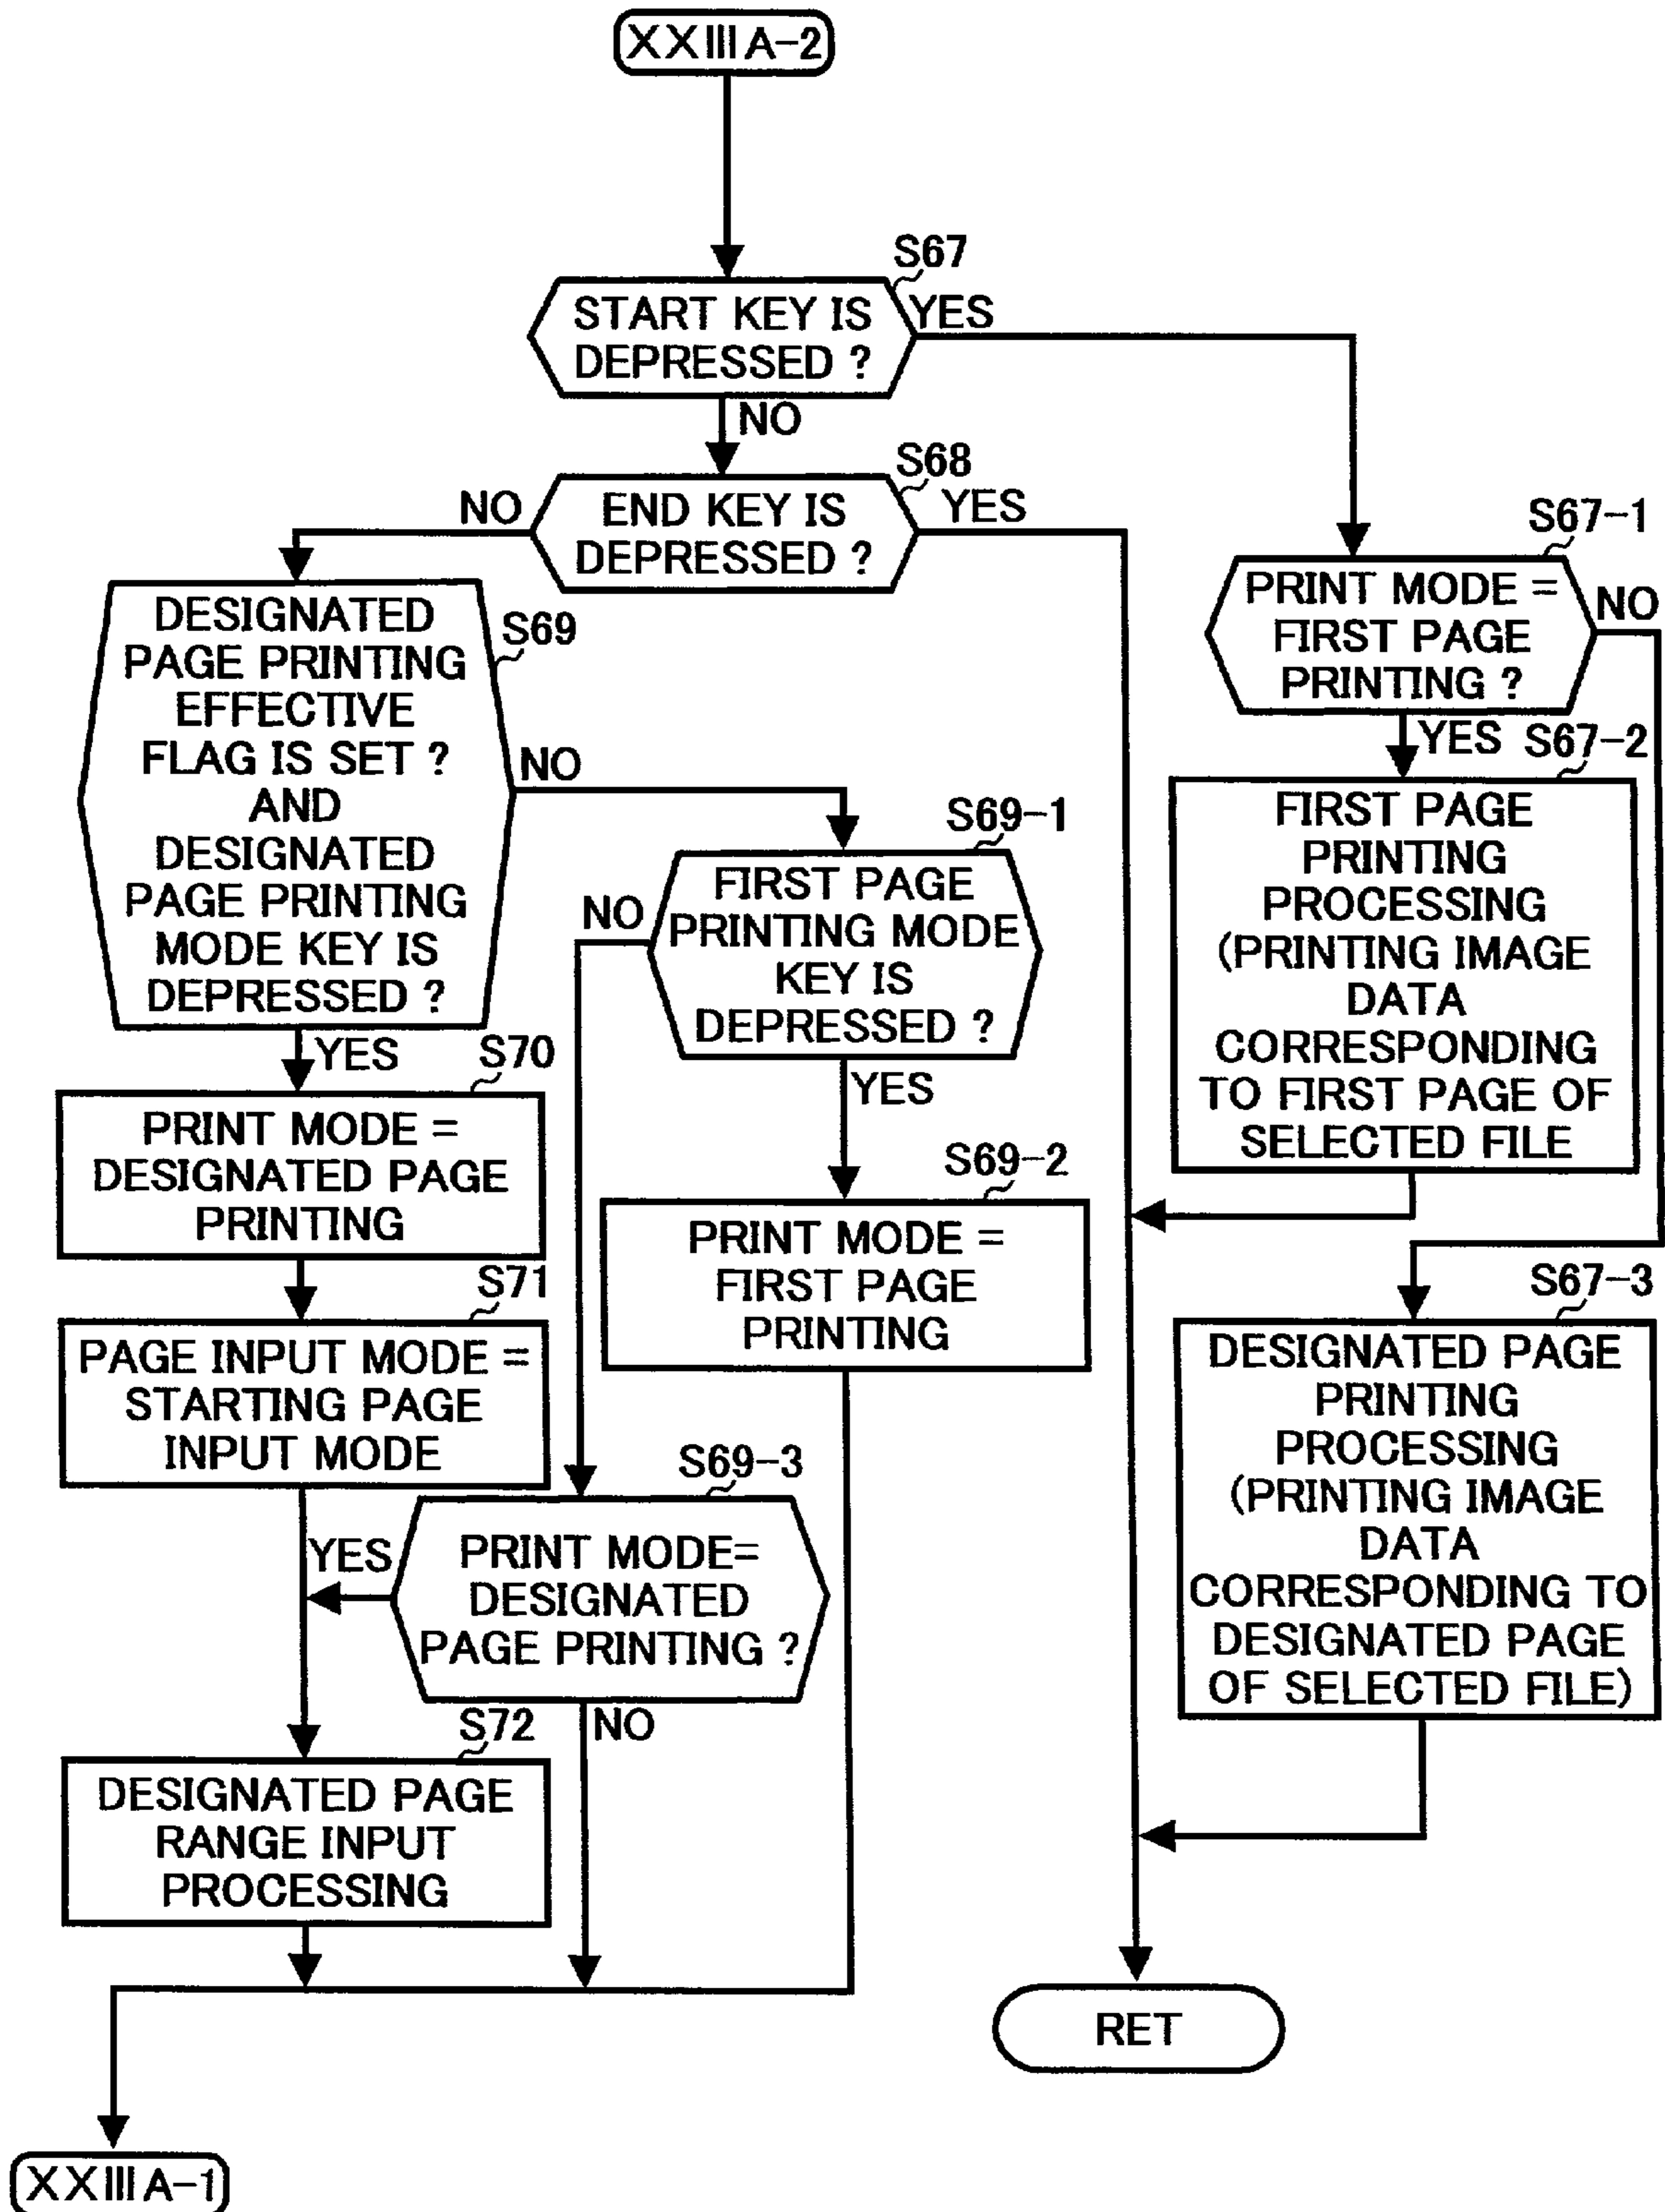 XXIIIA-2
S67
START KEY IS
DEPRESSED ?
YES
NO
S68
END KEY IS
DEPRESSED ?
NO
YES
S67-1
PRINT MODE =
FIRST PAGE
PRINTING ?
NO
YES
S67-2
FIRST PAGE
PRINTING
PROCESSING
(PRINTING IMAGE
DATA
CORRESPONDING
TO FIRST PAGE OF
SELECTED FILE
S67-3
DESIGNATED PAGE
PRINTING
PROCESSING
(PRINTING IMAGE
DATA
CORRESPONDING TO
DESIGNATED PAGE
OF SELECTED FILE)
S69
DESIGNATED
PAGE PRINTING
EFFECTIVE
FLAG IS SET ?
AND
DESIGNATED
PAGE PRINTING
MODE KEY IS
DEPRESSED ?
NO
YES
S69-1
FIRST PAGE
PRINTING MODE
KEY IS
DEPRESSED ?
NO
YES
S69-2
PRINT MODE =
FIRST PAGE
PRINTING
S70
PRINT MODE =
DESIGNATED PAGE
PRINTING
S71
PAGE INPUT MODE =
STARTING PAGE
INPUT MODE
S69-3
PRINT MODE=
DESIGNATED
PAGE PRINTING ?
YES
NO
S72
DESIGNATED PAGE
RANGE INPUT
PROCESSING
RET
XXIIIA-1